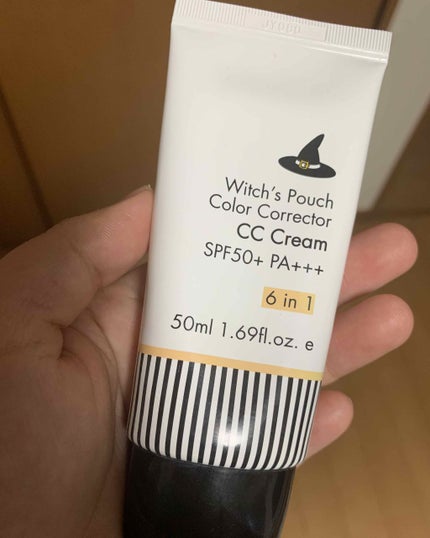 Witch's Pouch
Color Corrector
CC Cream
SPF50+ PA+++
6 in 1
50ml 1.69fl.oz. e